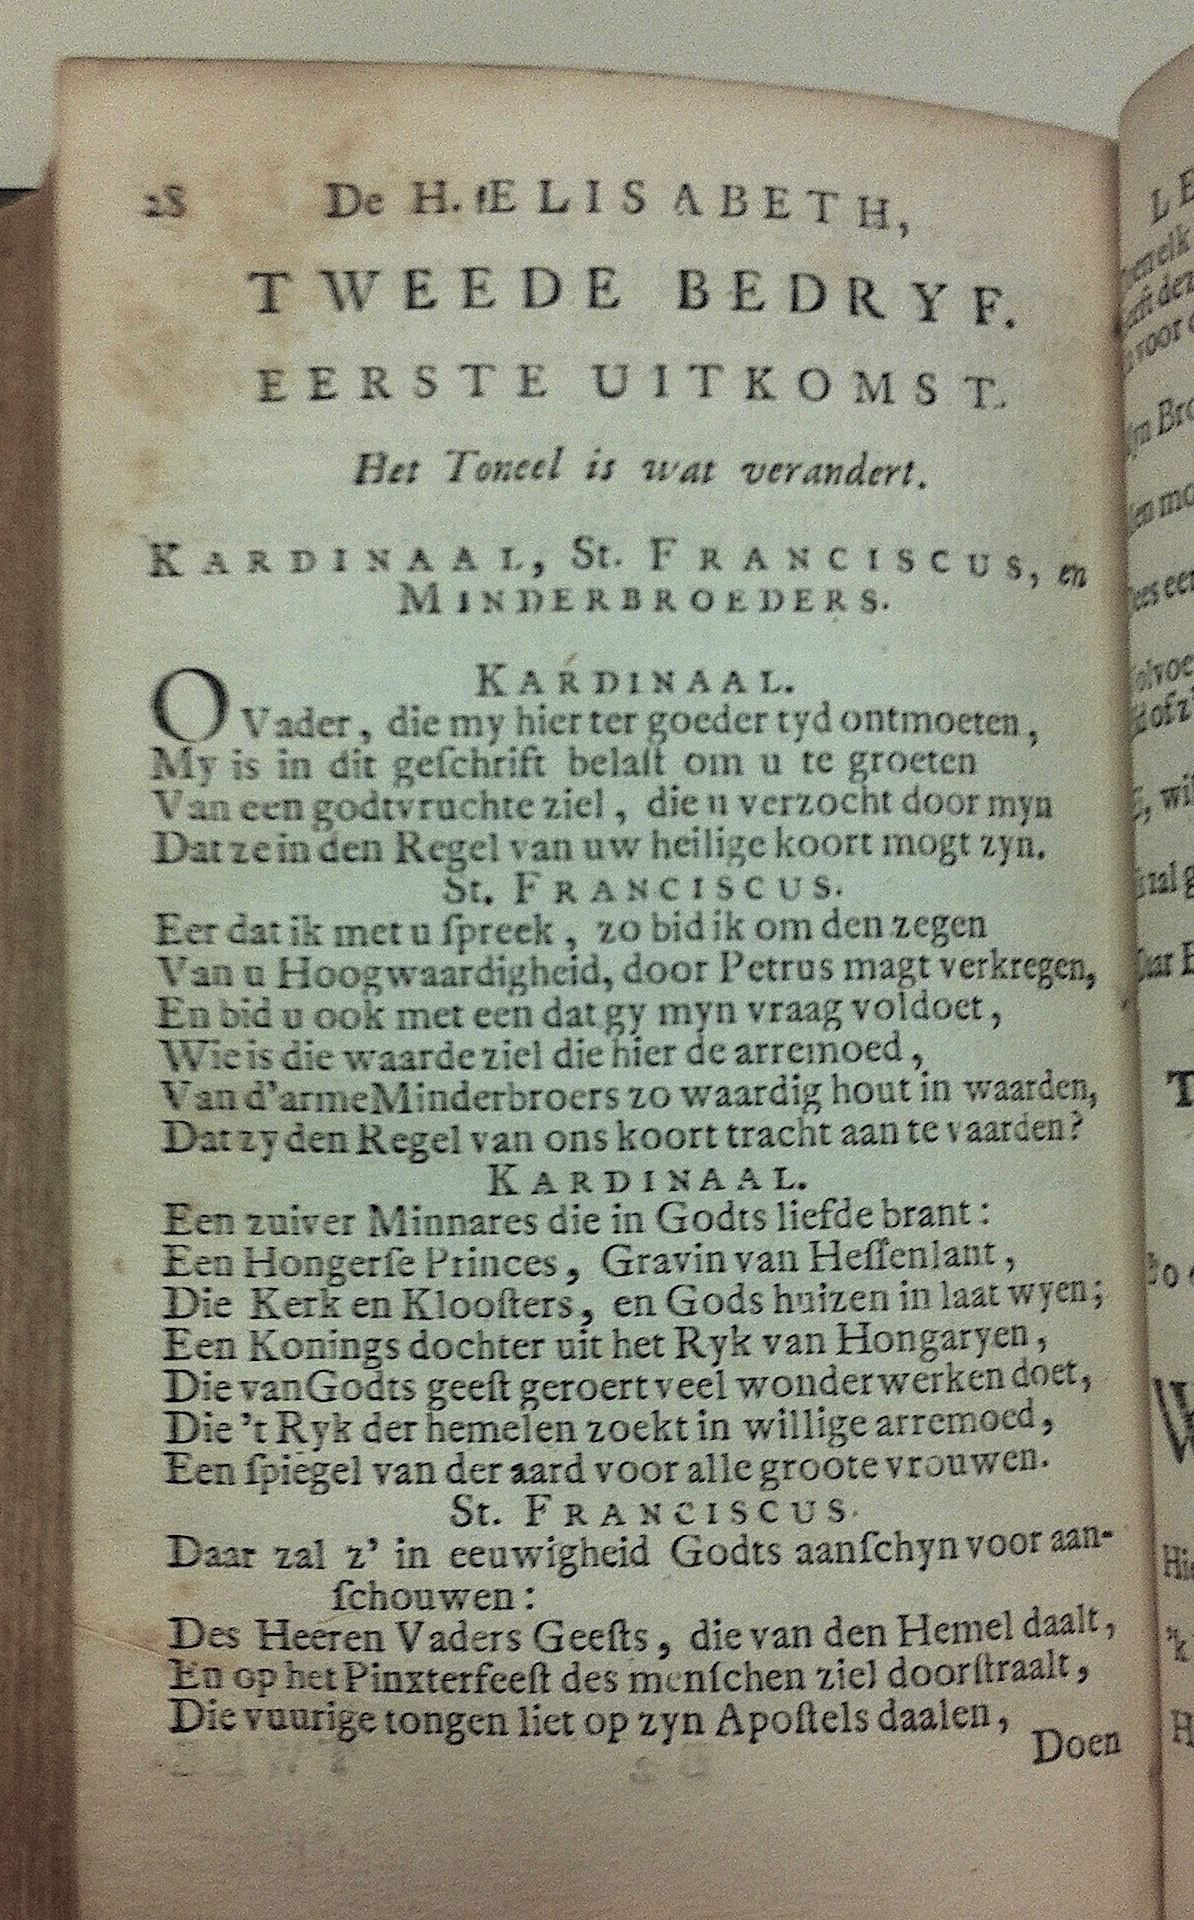 28 De H. ELISABETH,
TWEEDE BEDRYF.
EERSTE UITKOMST.
Het Toneel is wat verandert.
KARDINAAL, St. FRANCISCUS, en
MINDERBROEDERS.
KARDINAAL.
O Vader, die my hier ter goeder tyd ontmoeten,
My is in dit geſchrift belaſt om u te groeten
Van een godtvruchte ziel, die u verzocht door myn
Dat ze in den Regel van uw heilige koort mogt zyn.
St. FRANCISCUS.
Eer dat ik met u ſpreek, zo bid ik om den zegen
Van u Hoogwaardigheid, door Petrus magt verkregen,
En bid u ook met een dat gy myn vraag voldoet,
Wie is die waarde ziel die hier de arremoed,
Van d'arme Minderbroers zo waardig hout in waarden,
Dat zy den Regel van ons koort tracht aan te vaarden?
KARDINAAL.
Een zuiver Minnares die in Godts liefde brant:
Een Hongerſe Princes, Gravin van Heſſenlant,
Die Kerk en Klooſters, en Gods huizen in laat wyen;
Een Konings dochter uit het Ryk van Hongaryen,
Die van Godts geeſt geroert veel wonderwerken doet,
Die 't Ryk der hemelen zoekt in willige arremoed,
Een ſpiegel van der aard voor alle groote vrouwen.
St. FRANCISCUS.
Daar zal z' in eeuwigheid Godts aanſchyn voor aan-
ſchouwen:
Des Heeren Vaders Geeſts, die van den Hemel daalt,
En op het Pinxterfeeſt des menſchen ziel doorſtraalt,
Die vuurige tongen liet op zyn Apoſtels daalen,
Doen